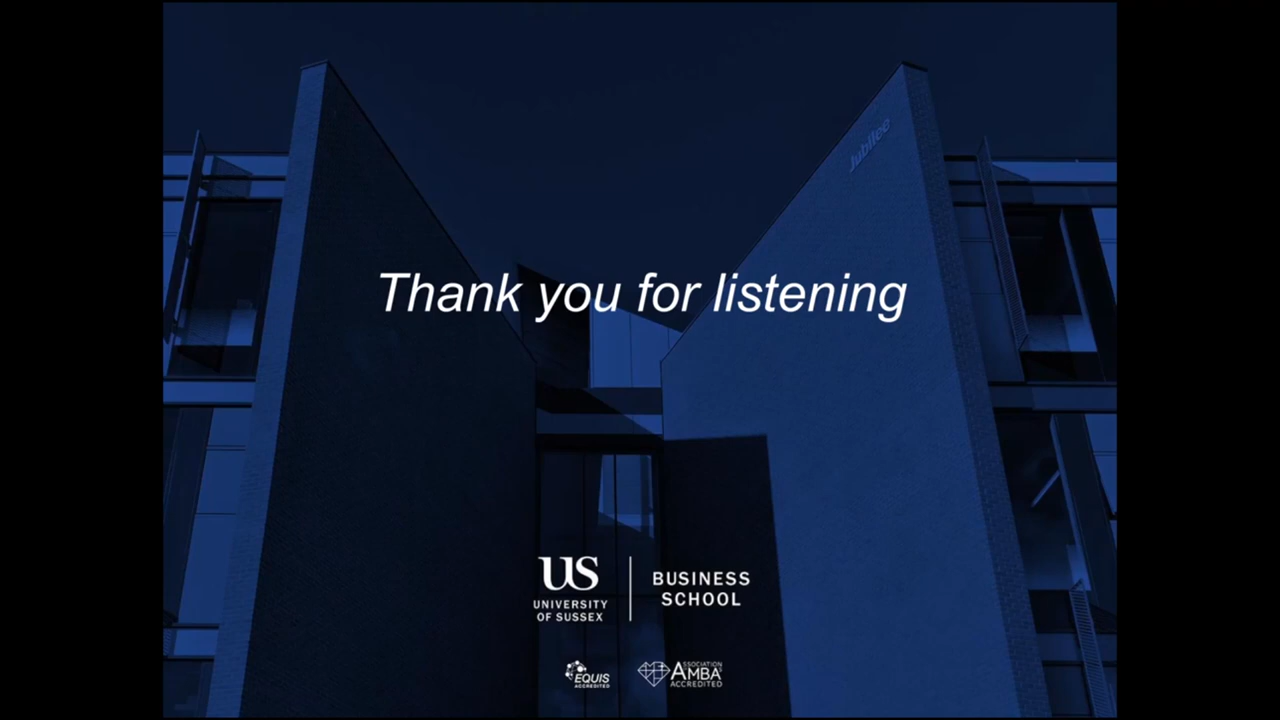 Jubilee
Thank you for listening
US
UNIVERSITY
OF SUSSEX
BUSINESS
SCHOOL
EQUIS
ACCREDITED
ASSOCIATION
AMBA
ACCREDITED